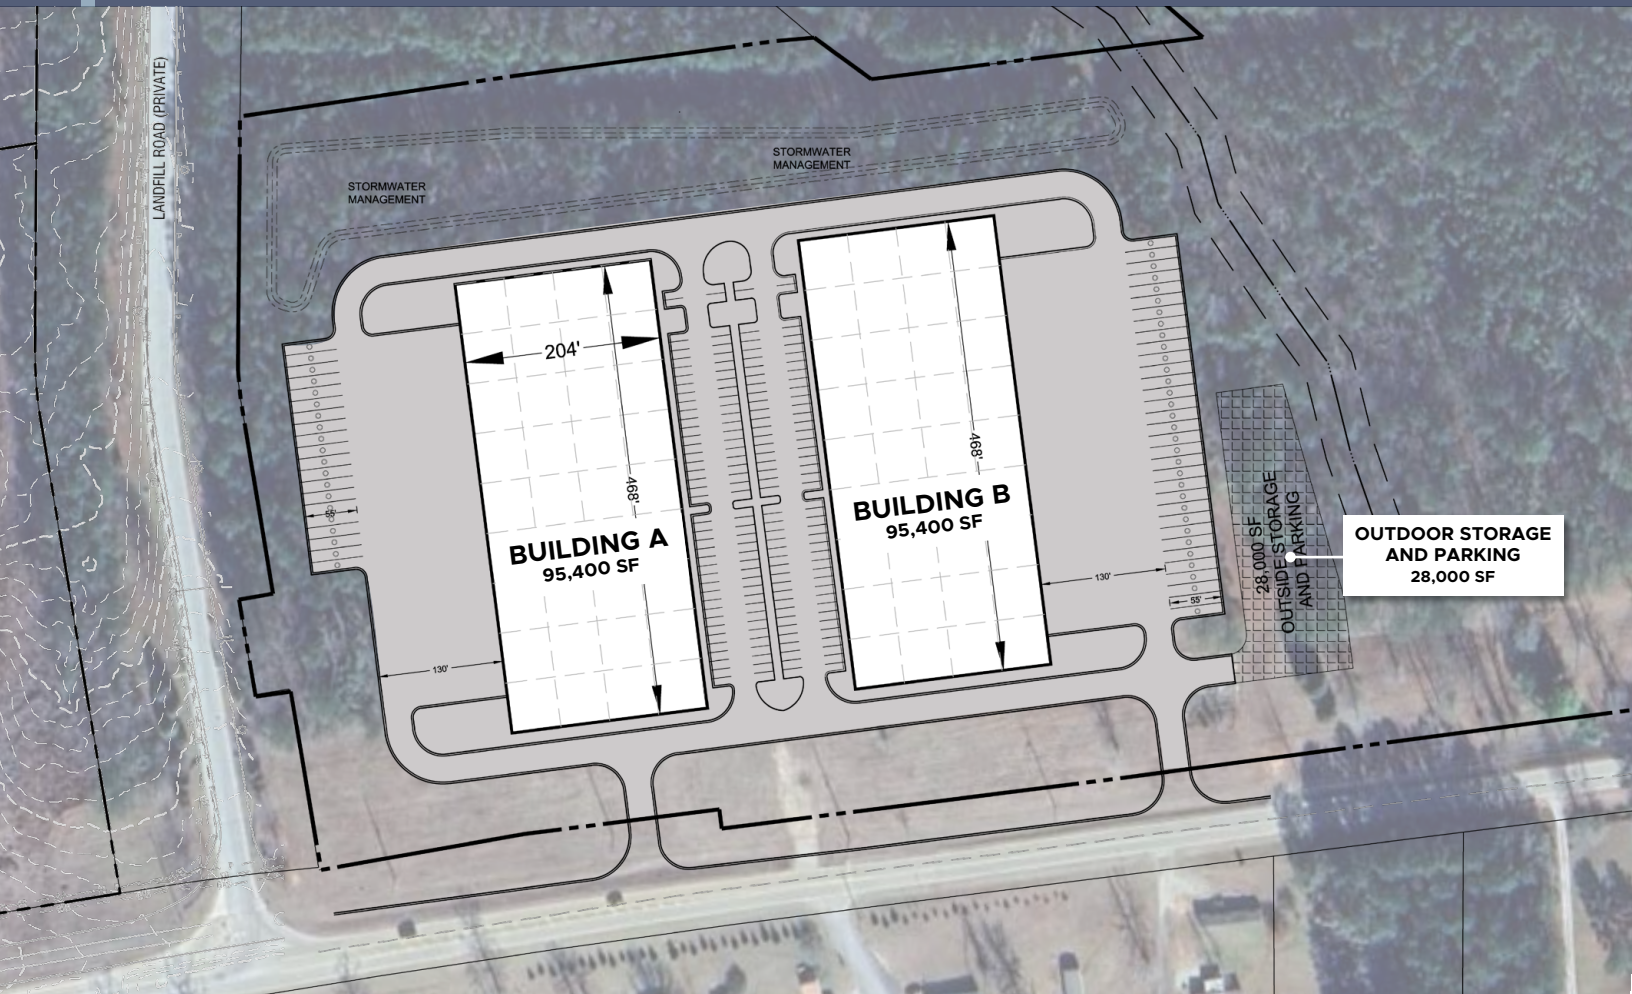 LANDFILL ROAD (PRIVATE)
STORMWATER
MANAGEMENT
STORMWATER
MANAGEMENT
204'
468'
BUILDING A
95,400 SF
468'
BUILDING B
95,400 SF
55'
130'
130'
55'
28,000 SF
OUTSIDE STORAGE
AND PARKING
OUTDOOR STORAGE
AND PARKING
28,000 SF